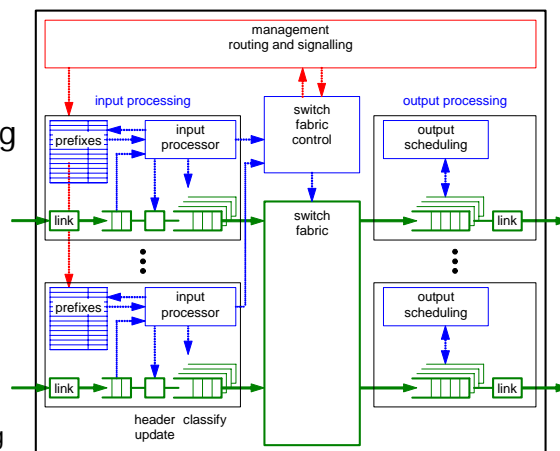 management
routing and signalling
input processing
output processing
g
prefixes
input
processor
switch
fabric
control
output
scheduling
link
switch
fabric
link
prefixes
input
processor
output
scheduling
link
link
header classify
update
g